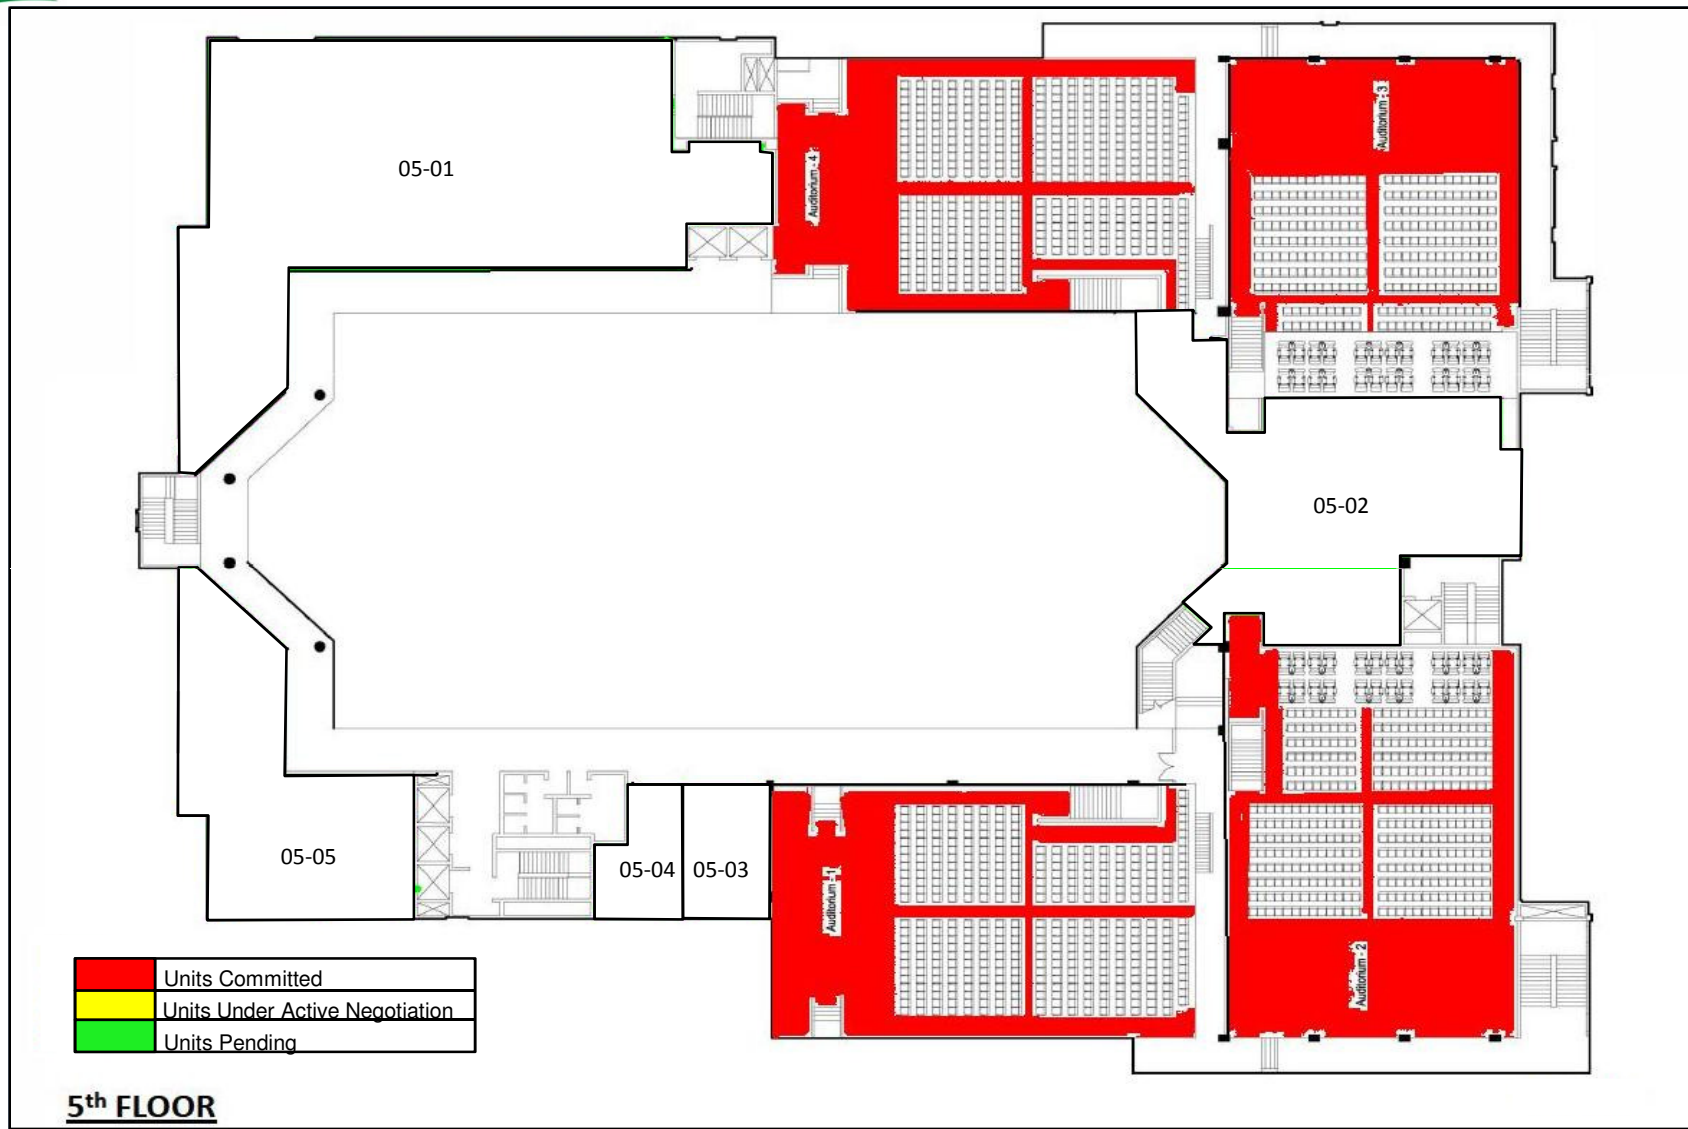 Auditorium - 3
Auditorium - 4
05-01
05-02
05-05
05-04
05-03
Auditorium - 1
Auditorium - 2
Units Committed
Units Under Active Negotiation
Units Pending
5th FLOOR